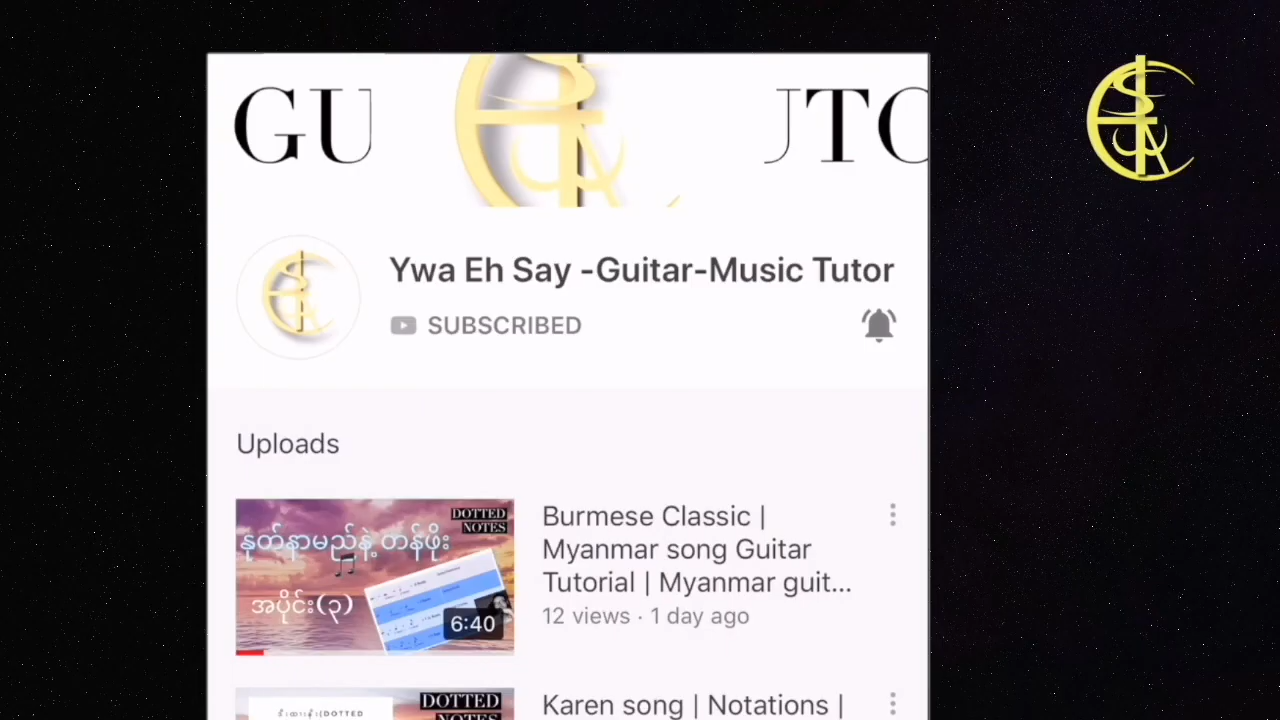 GU
JTO
Ywa Eh Say -Guitar-Music Tutor
SUBSCRIBED
Uploads
DOTTED
NOTES
နုတ်နာမည်နဲ့ တန်ဖိုး
အပိုင်း(၃)
6:40
Burmese Classic |
Myanmar song Guitar
Tutorial | Myanmar guit...
12 views · 1 day ago
DOTTED
NOTES
Karen song | Notations |